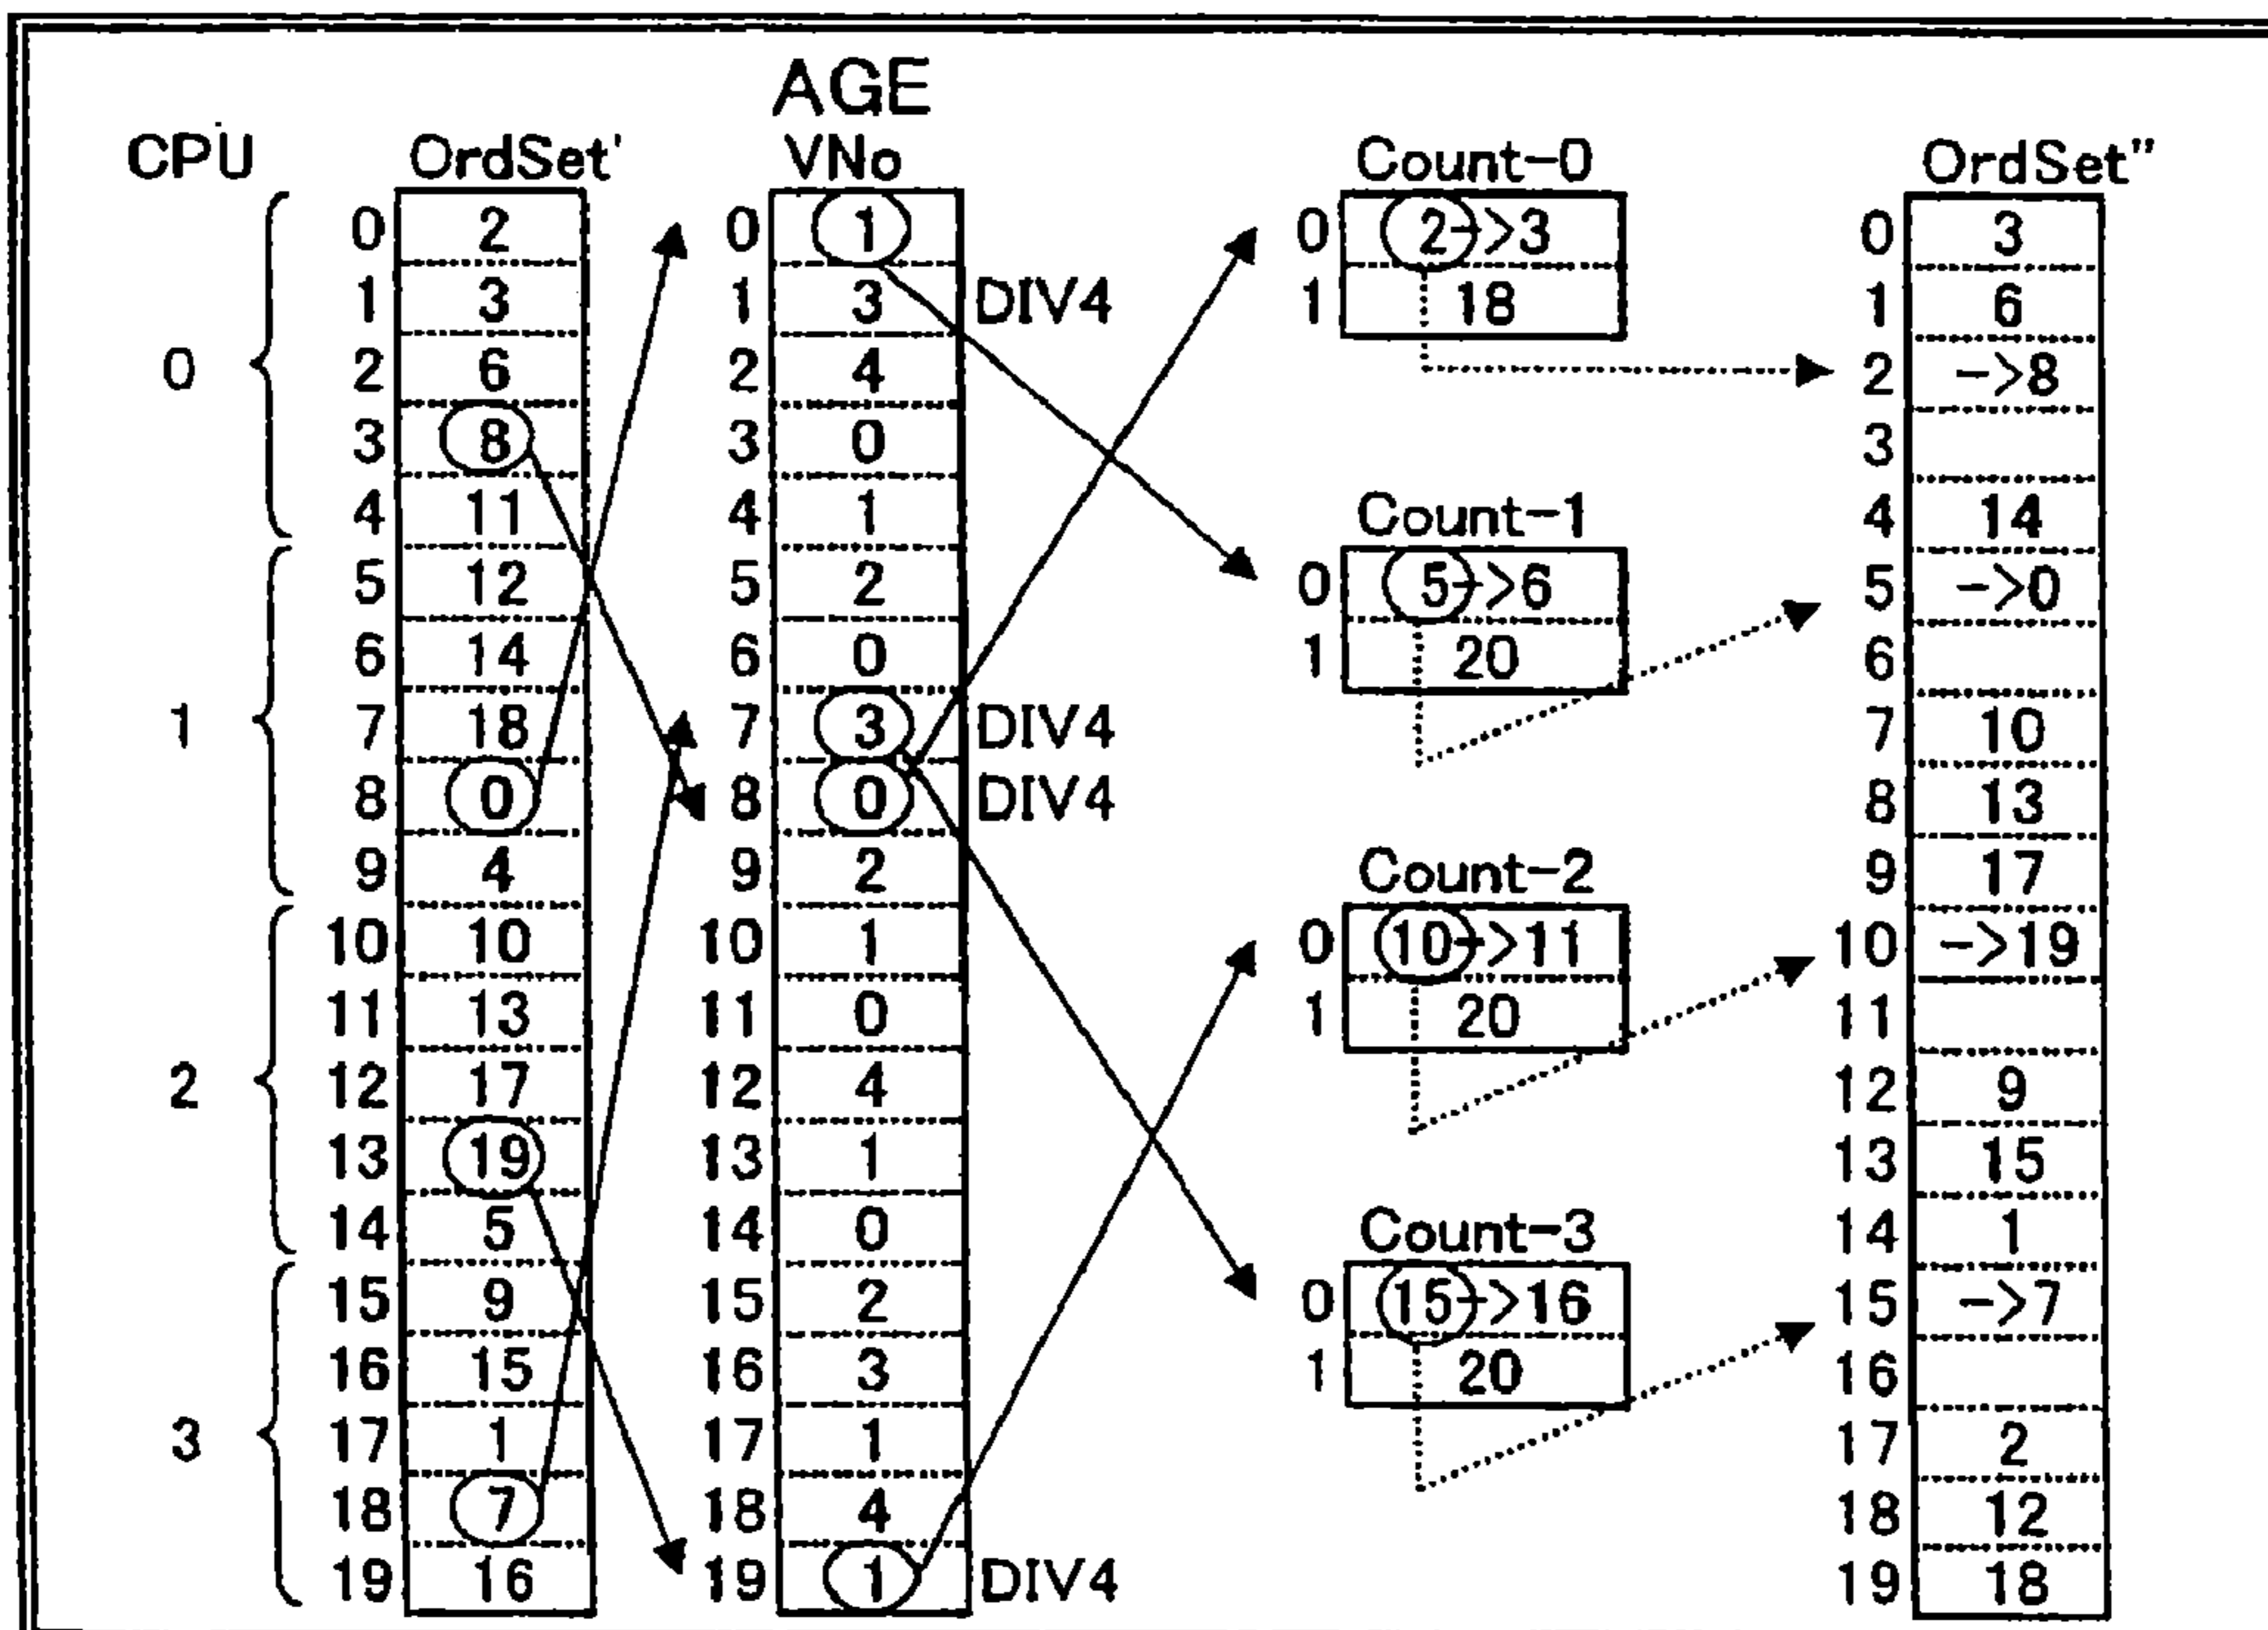 AGE
CPU OrdSet' VNo Count-0 OrdSet"
0 2 0 1 0 2->3 0 3
1 3 1 3 DIV4 1 18 1 6
0 2 6 2 4 2 ->8
3 8 3 0 3
4 11 4 1 Count-1 4 14
5 12 5 2 0 5->6 5 ->0
6 14 6 0 1 20 6
1 7 18 7 3 DIV4 7 10
8 0 8 0 DIV4 8 13
9 4 9 2 Count-2 9 17
10 10 10 1 0 10->11 10 ->19
11 13 11 0 1 20 11
2 12 17 12 4 12 9
13 19 13 1 13 15
14 5 14 0 Count-3 14 1
15 9 15 2 0 15->16 15 ->7
16 15 16 3 1 20 16
3 17 1 17 1 17 2
18 7 18 4 18 12
19 16 19 1 DIV4 19 18